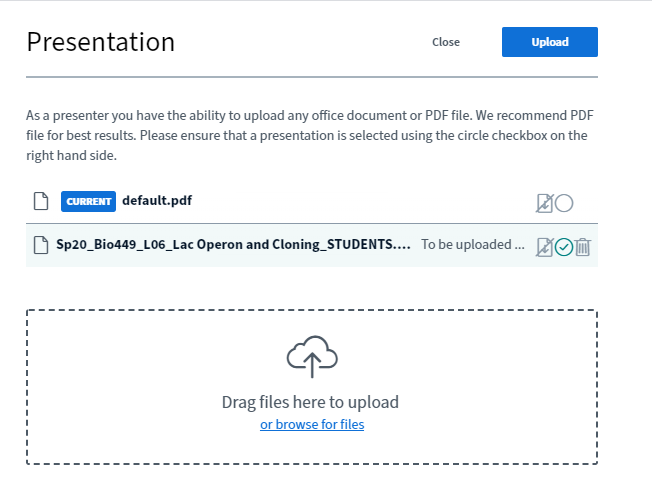 Presentation
Close
Upload
As a presenter you have the ability to upload any office document or PDF file. We recommend PDF
file for best results. Please ensure that a presentation is selected using the circle checkbox on the
right hand side.
CURRENT default.pdf
Sp20_Bio449_L06_Lac Operon and Cloning_STUDENTS.... To be uploaded ...
Drag files here to upload
or browse for files